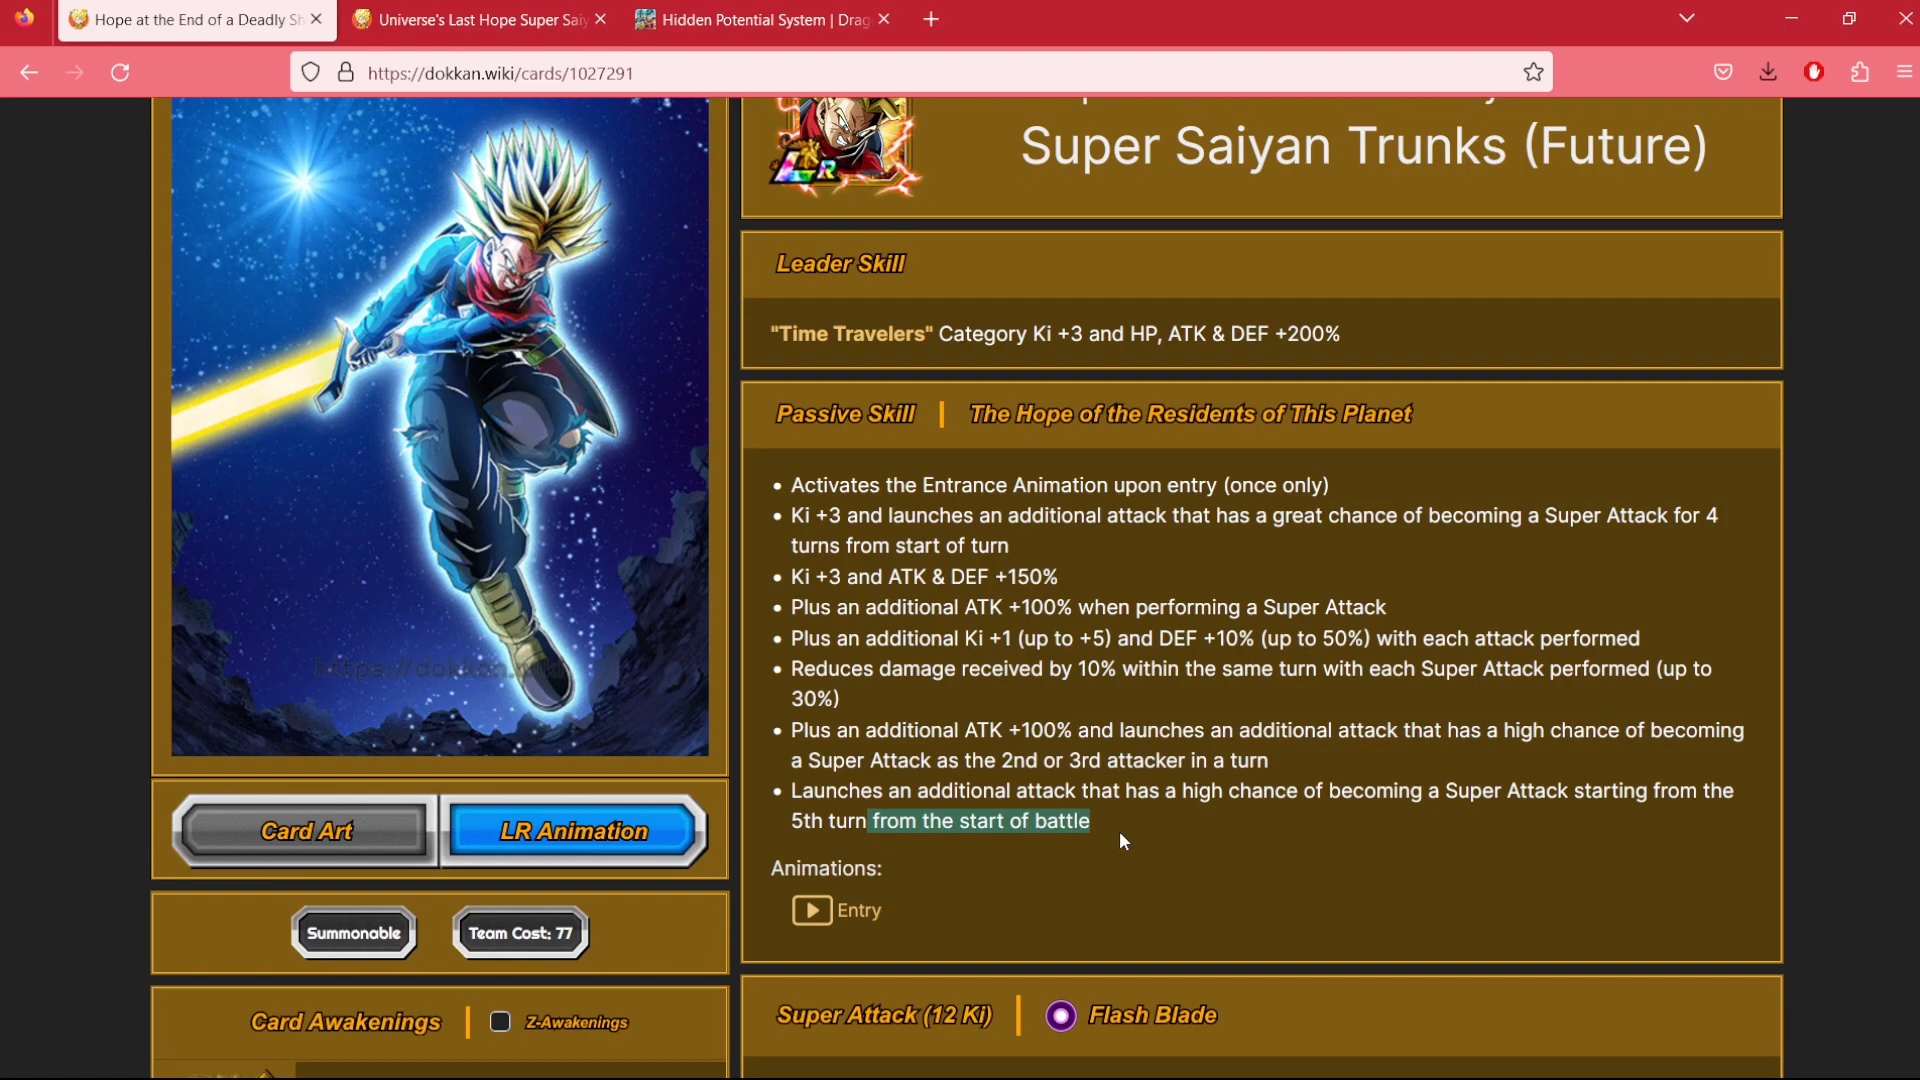 Hope at the End of a Deadly Sh
Universe's Last Hope Super Saiy
Hidden Potential System | Drag
https://dokkan.wiki/cards/1027291
Super Saiyan Trunks (Future)
LR
Leader Skill
"Time Travelers" Category Ki +3 and HP, ATK & DEF +200%
Passive Skill | The Hope of the Residents of This Planet
• Activates the Entrance Animation upon entry (once only)
• Ki +3 and launches an additional attack that has a great chance of becoming a Super Attack for 4
turns from start of turn
• Ki +3 and ATK & DEF +150%
• Plus an additional ATK +100% when performing a Super Attack
• Plus an additional Ki +1 (up to +5) and DEF +10% (up to 50%) with each attack performed
• Reduces damage received by 10% within the same turn with each Super Attack performed (up to
30%)
• Plus an additional ATK +100% and launches an additional attack that has a high chance of becoming
a Super Attack as the 2nd or 3rd attacker in a turn
• Launches an additional attack that has a high chance of becoming a Super Attack starting from the
5th turn from the start of battle
Animations:
Entry
https://dokkan.wiki
Card Art
LR Animation
Summonable
Team Cost: 77
Card Awakenings | Z-Awakenings
Super Attack (12 Ki) | Flash Blade